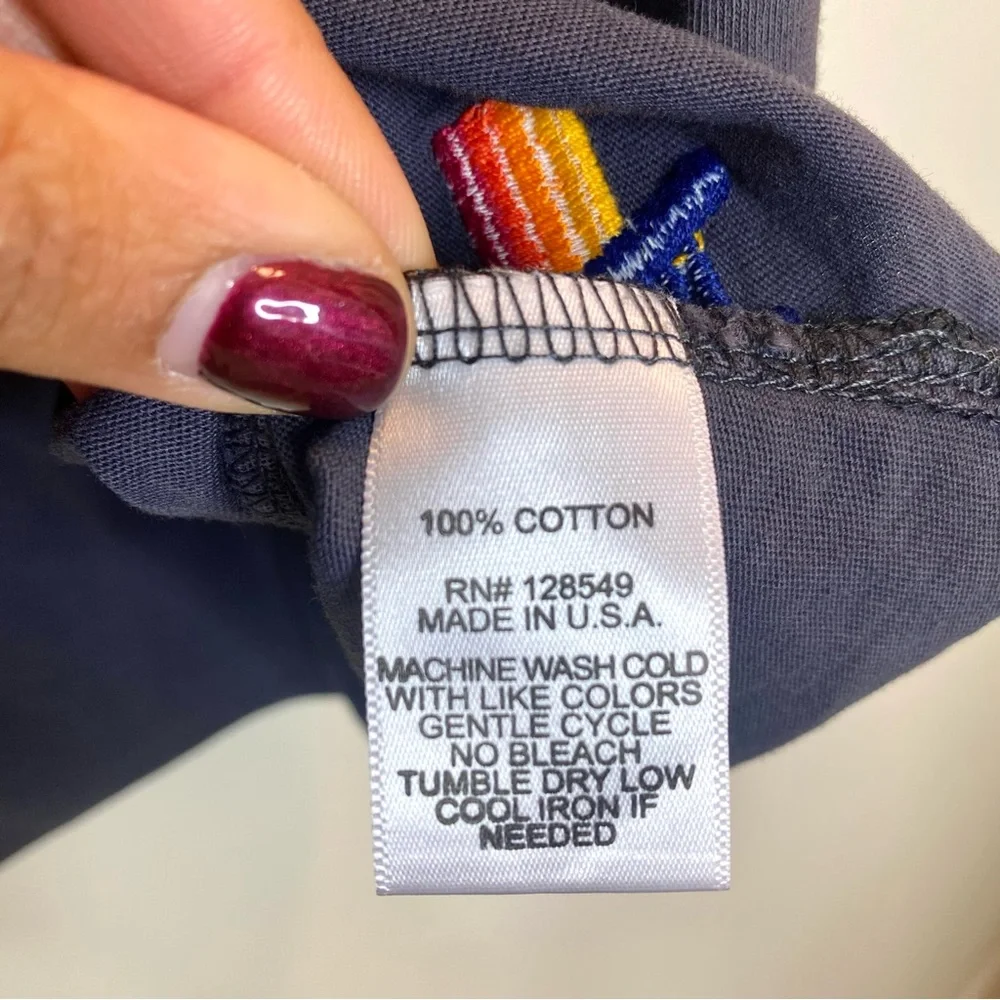 100% COTTON
RN# 128549
MADE IN U.S.A.
MACHINE WASH COLD
WITH LIKE COLORS
GENTLE CYCLE
NO BLEACH
TUMBLE DRY LOW
COOL IRON IF
NEEDED